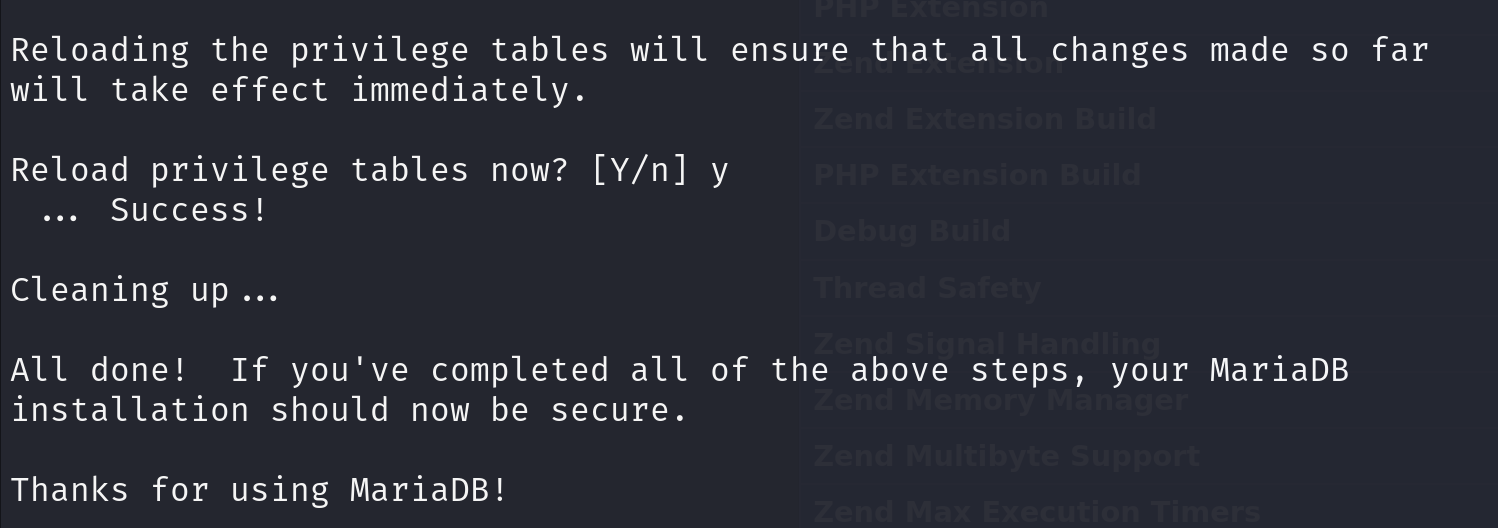 Reloading the privilege tables will ensure that all changes made so far
will take effect immediately.
Reload privilege tables now? [Y/n] y
... Success!
Cleaning up...
All done!  If you've completed all of the above steps, your MariaDB
installation should now be secure.
Thanks for using MariaDB!
PHP Extension
Zend Extension
Zend Extension Build
PHP Extension Build
Debug Build
Thread Safety
Zend Signal Handling
Zend Memory Manager
Zend Multibyte Support
Zend Max Execution Timers